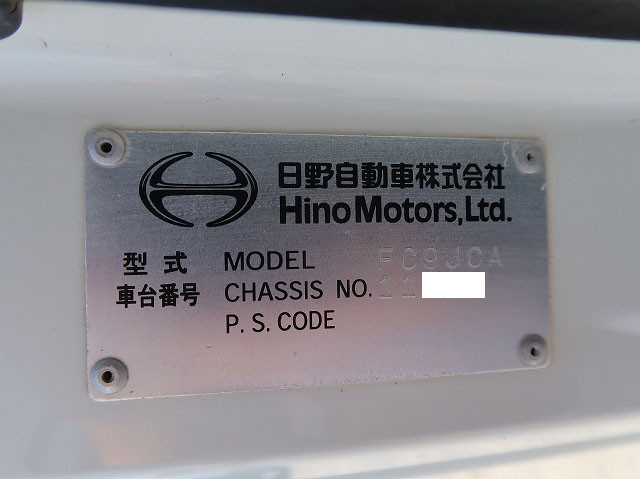 日野自動車株式会社
Hino Motors, Ltd.
型式 MODEL FC9JCA
車台番号 CHASSIS NO. 11
P. S. CODE